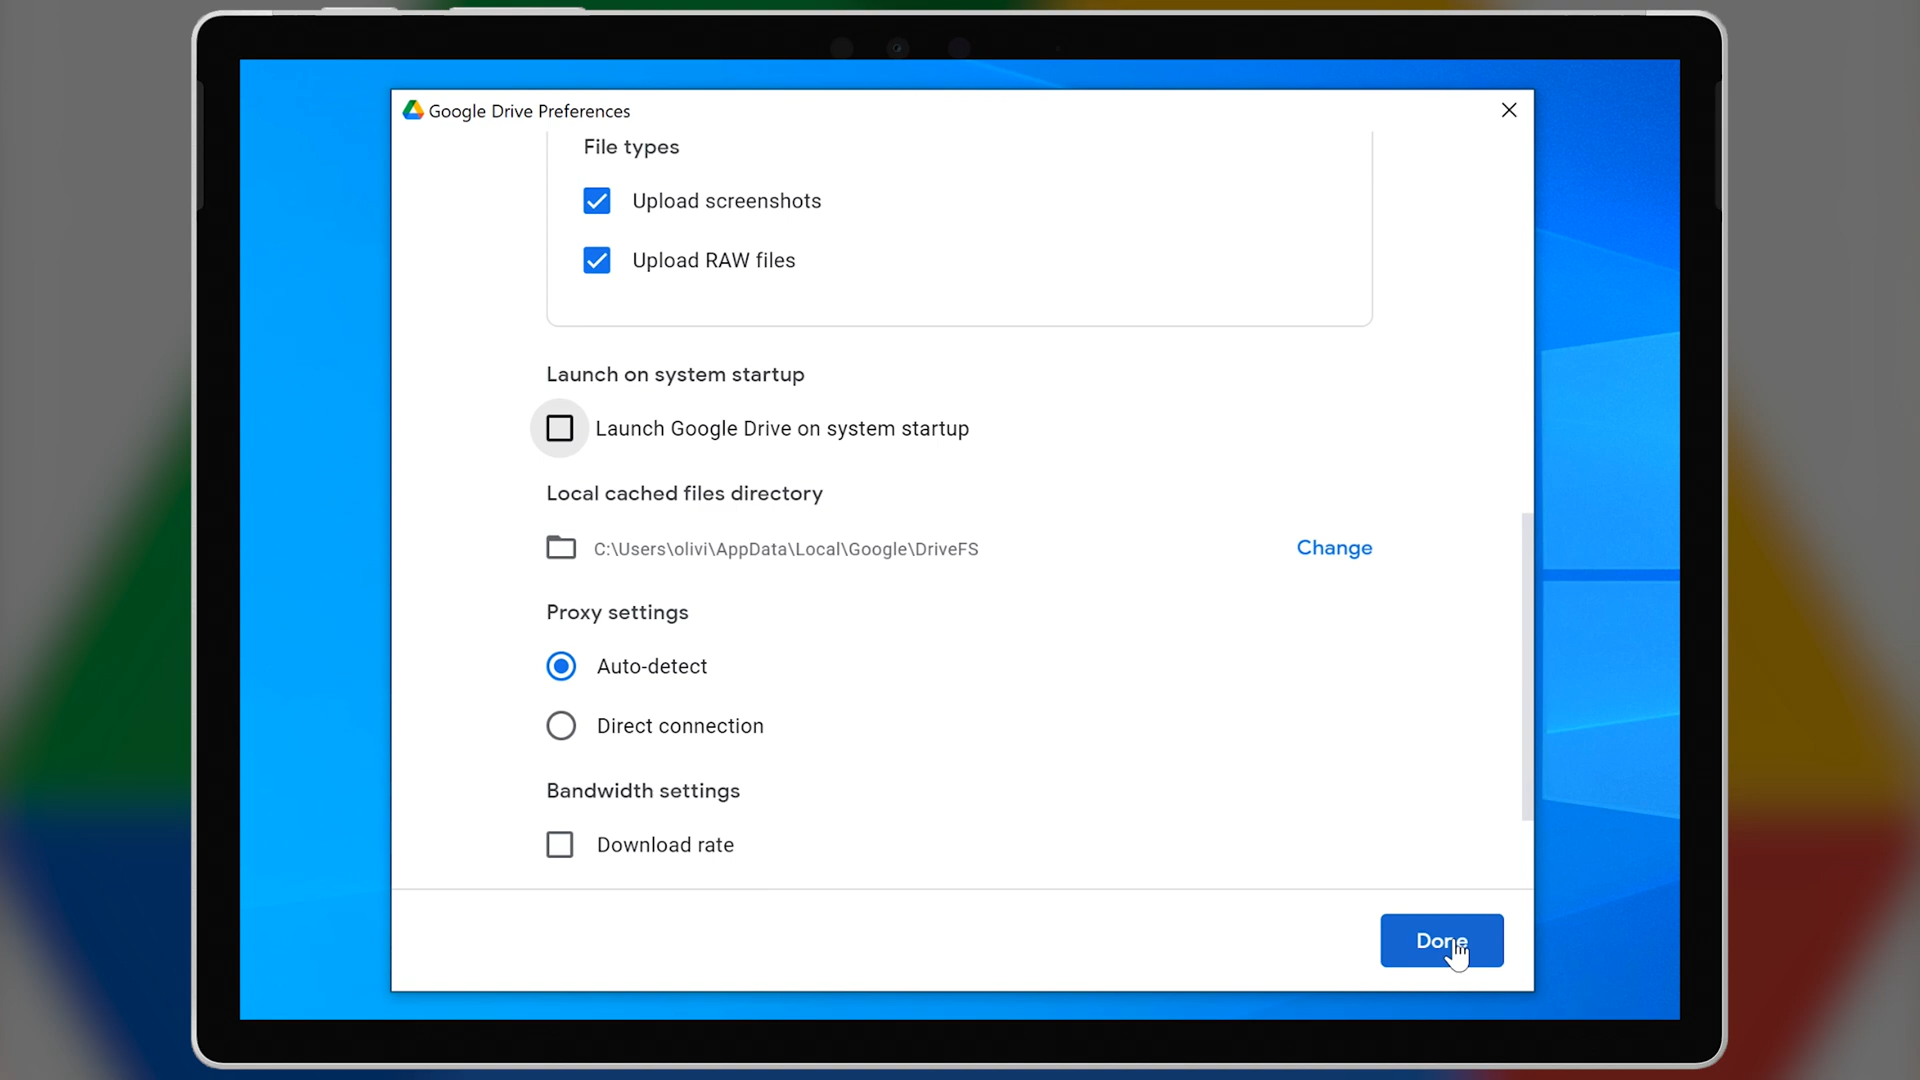 Google Drive Preferences
File types
Upload screenshots
Upload RAW files
Launch on system startup
Launch Google Drive on system startup
Local cached files directory
C:\Users\olivi\AppData\Local\Google\DriveFS
Change
Proxy settings
Auto-detect
Direct connection
Bandwidth settings
Download rate
Done